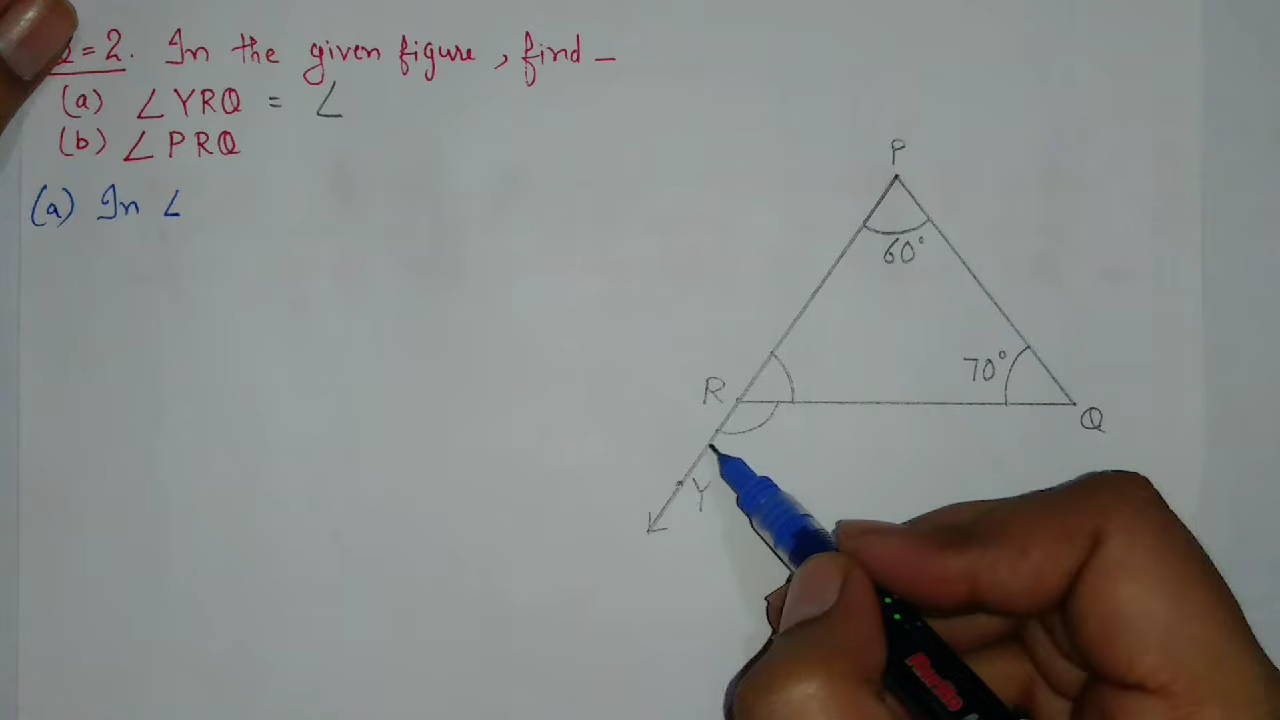 =2. In the given figure, find –
(a) ∠YRQ = ∠
(b) ∠PRQ
(a) In ∠
P
60°
70°
R
Q
Y